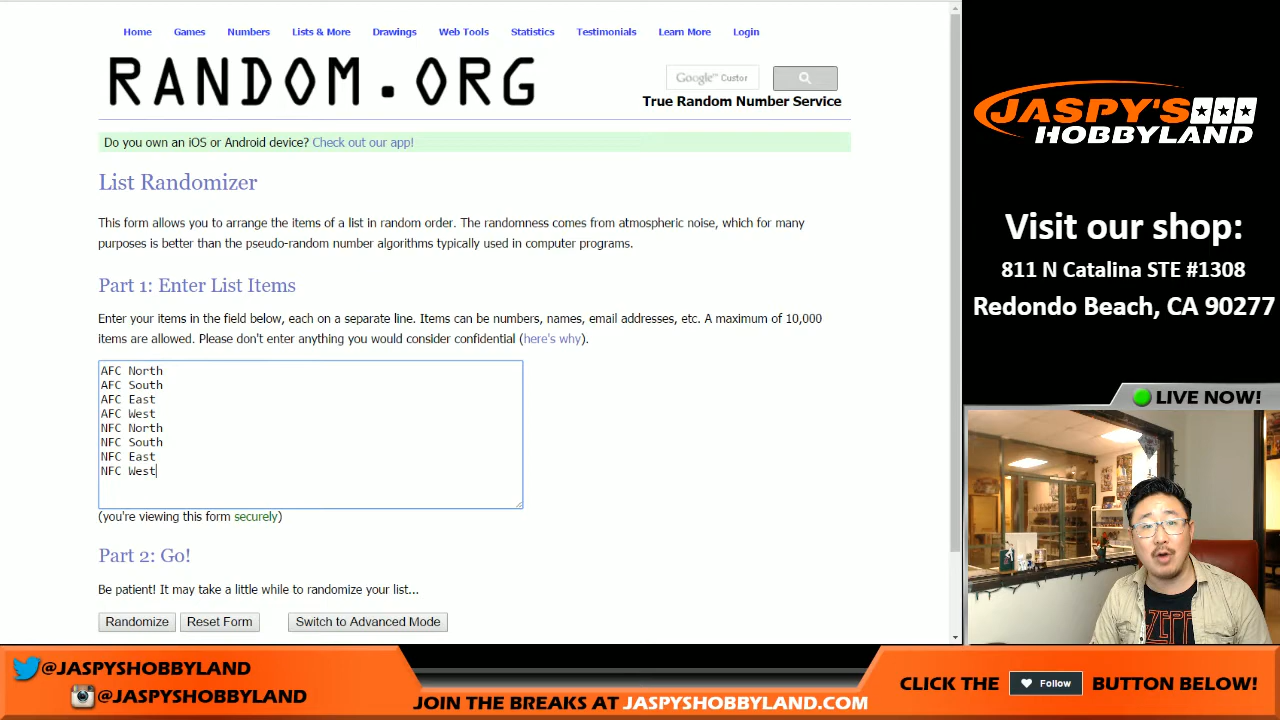 Home Games Numbers Lists & More Drawings Web Tools Statistics Testimonials Learn More Login
RANDOM.ORG
Google™ Custor
True Random Number Service
Do you own an iOS or Android device? Check out our app!
List Randomizer
This form allows you to arrange the items of a list in random order. The randomness comes from atmospheric noise, which for many
purposes is better than the pseudo-random number algorithms typically used in computer programs.
Part 1: Enter List Items
Enter your items in the field below, each on a separate line. Items can be numbers, names, email addresses, etc. A maximum of 10,000
items are allowed. Please don't enter anything you would consider confidential (here's why).
AFC North
AFC South
AFC East
AFC West
NFC North
NFC South
NFC East
NFC West
(you're viewing this form securely)
Part 2: Go!
Be patient! It may take a little while to randomize your list...
Randomize Reset Form Switch to Advanced Mode
JASPY'S
HOBBYLAND
Visit our shop:
811 N Catalina STE #1308
Redondo Beach, CA 90277
LIVE NOW!
ZEPP
@JASPYSHOBBYLAND
@JASPYSHOBBYLAND
JOIN THE BREAKS AT JASPYSHOBBYLAND.COM
CLICK THE Follow BUTTON BELOW!